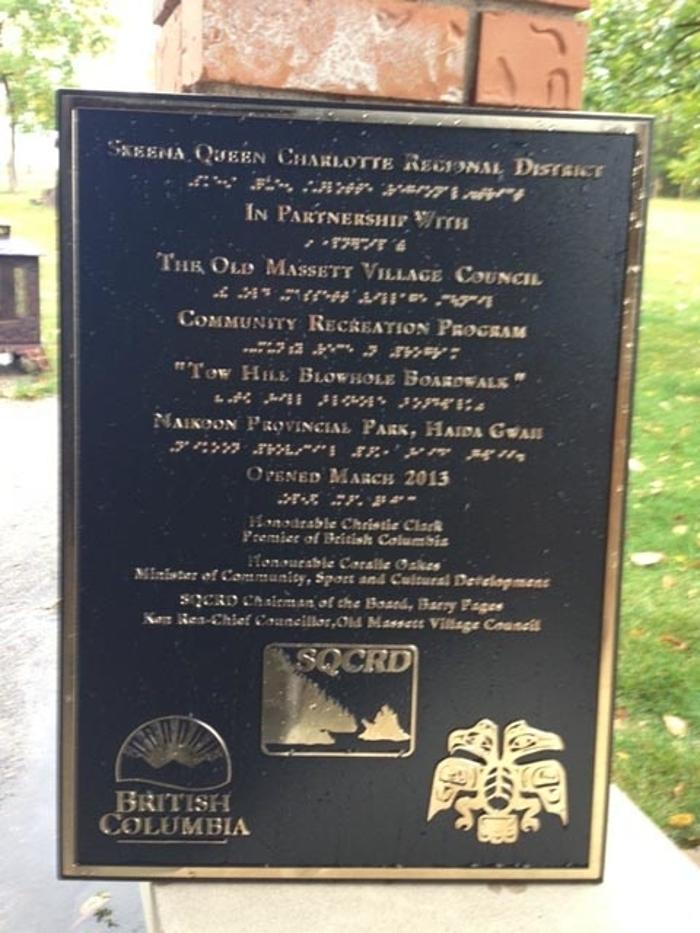 SKEENA QUEEN CHARLOTTE REGIONAL DISTRICT
IN PARTNERSHIP WITH
THE OLD MASSETT VILLAGE COUNCIL
COMMUNITY RECREATION PROGRAM
"TOW HILL BLOWHOLE BOARDWALK"
NAIKOON PROVINCIAL PARK, HAIDA GWAII
OPENED MARCH 2013
Honourable Christie Clark
Premier of British Columbia
Honourable Coralie Oakes
Minister of Community, Sport and Cultural Development
SQCRD Chairman of the Board, Barry Pages
Ken Rea-Chief Councillor, Old Massett Village Council
SQCRD
BRITISH
COLUMBIA